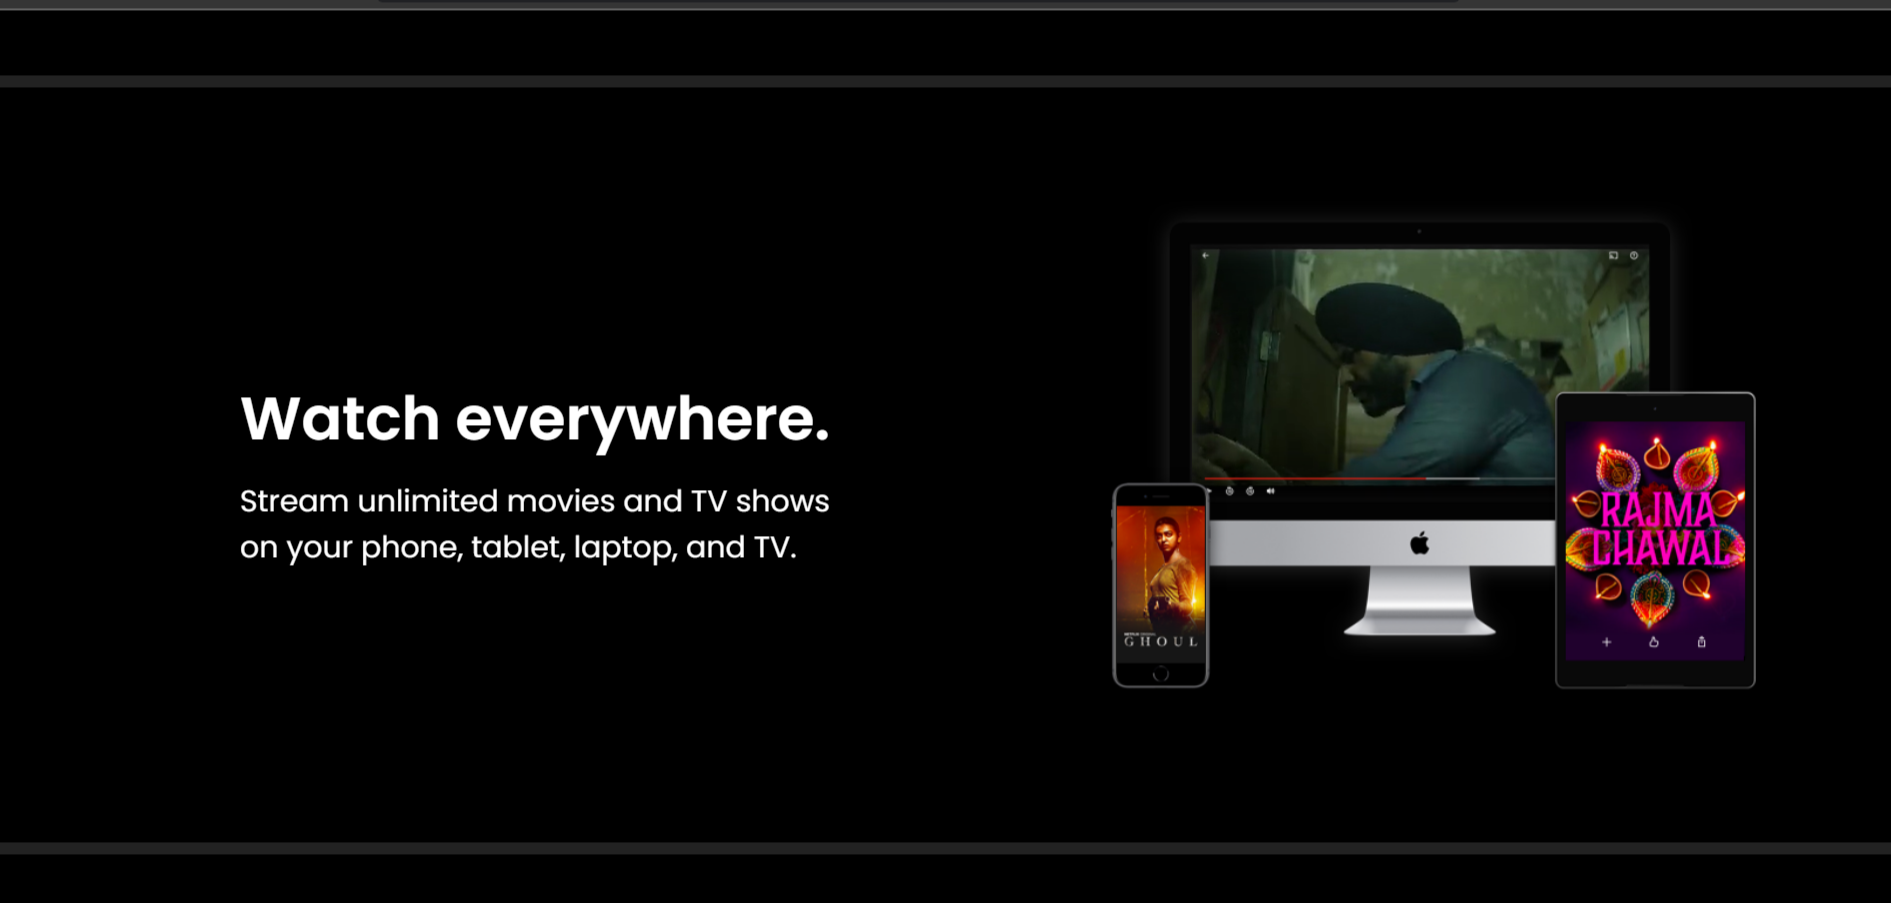 Watch everywhere.
Stream unlimited movies and TV shows
on your phone, tablet, laptop, and TV.
NETFLIX ORIGINAL
GHOUL
RAJMA
CHAWAL